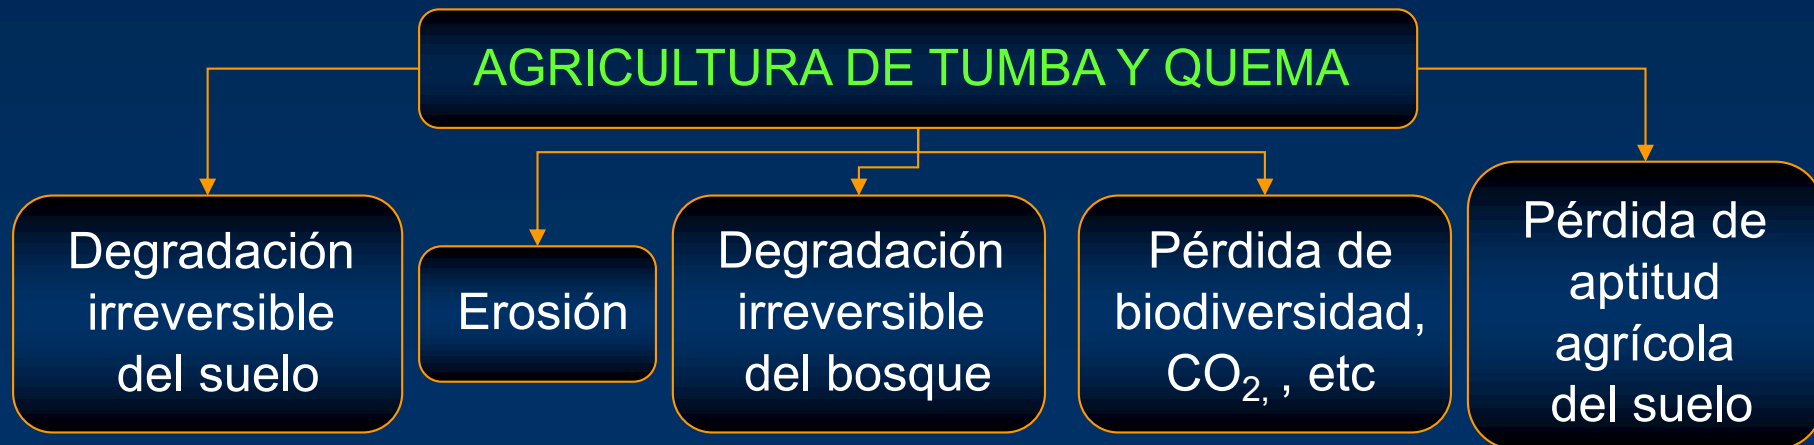 AGRICULTURA DE TUMBA Y QUEMA
Degradación
irreversible
del suelo
Erosión
Degradación
irreversible
del bosque
Pérdida de
biodiversidad,
CO₂, , etc
Pérdida de
aptitud
agrícola
del suelo